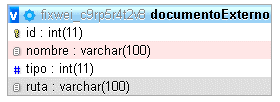 v fixwei_c9rp5r4t2v8 documentoExterno
id : int(11)
nombre : varchar(100)
# tipo : int(11)
ruta : varchar(100)